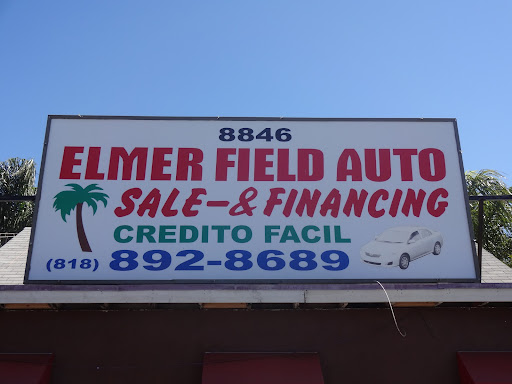 8846
ELMER FIELD AUTO
SALE-&FINANCING
CREDITO FACIL
(818) 892-8689